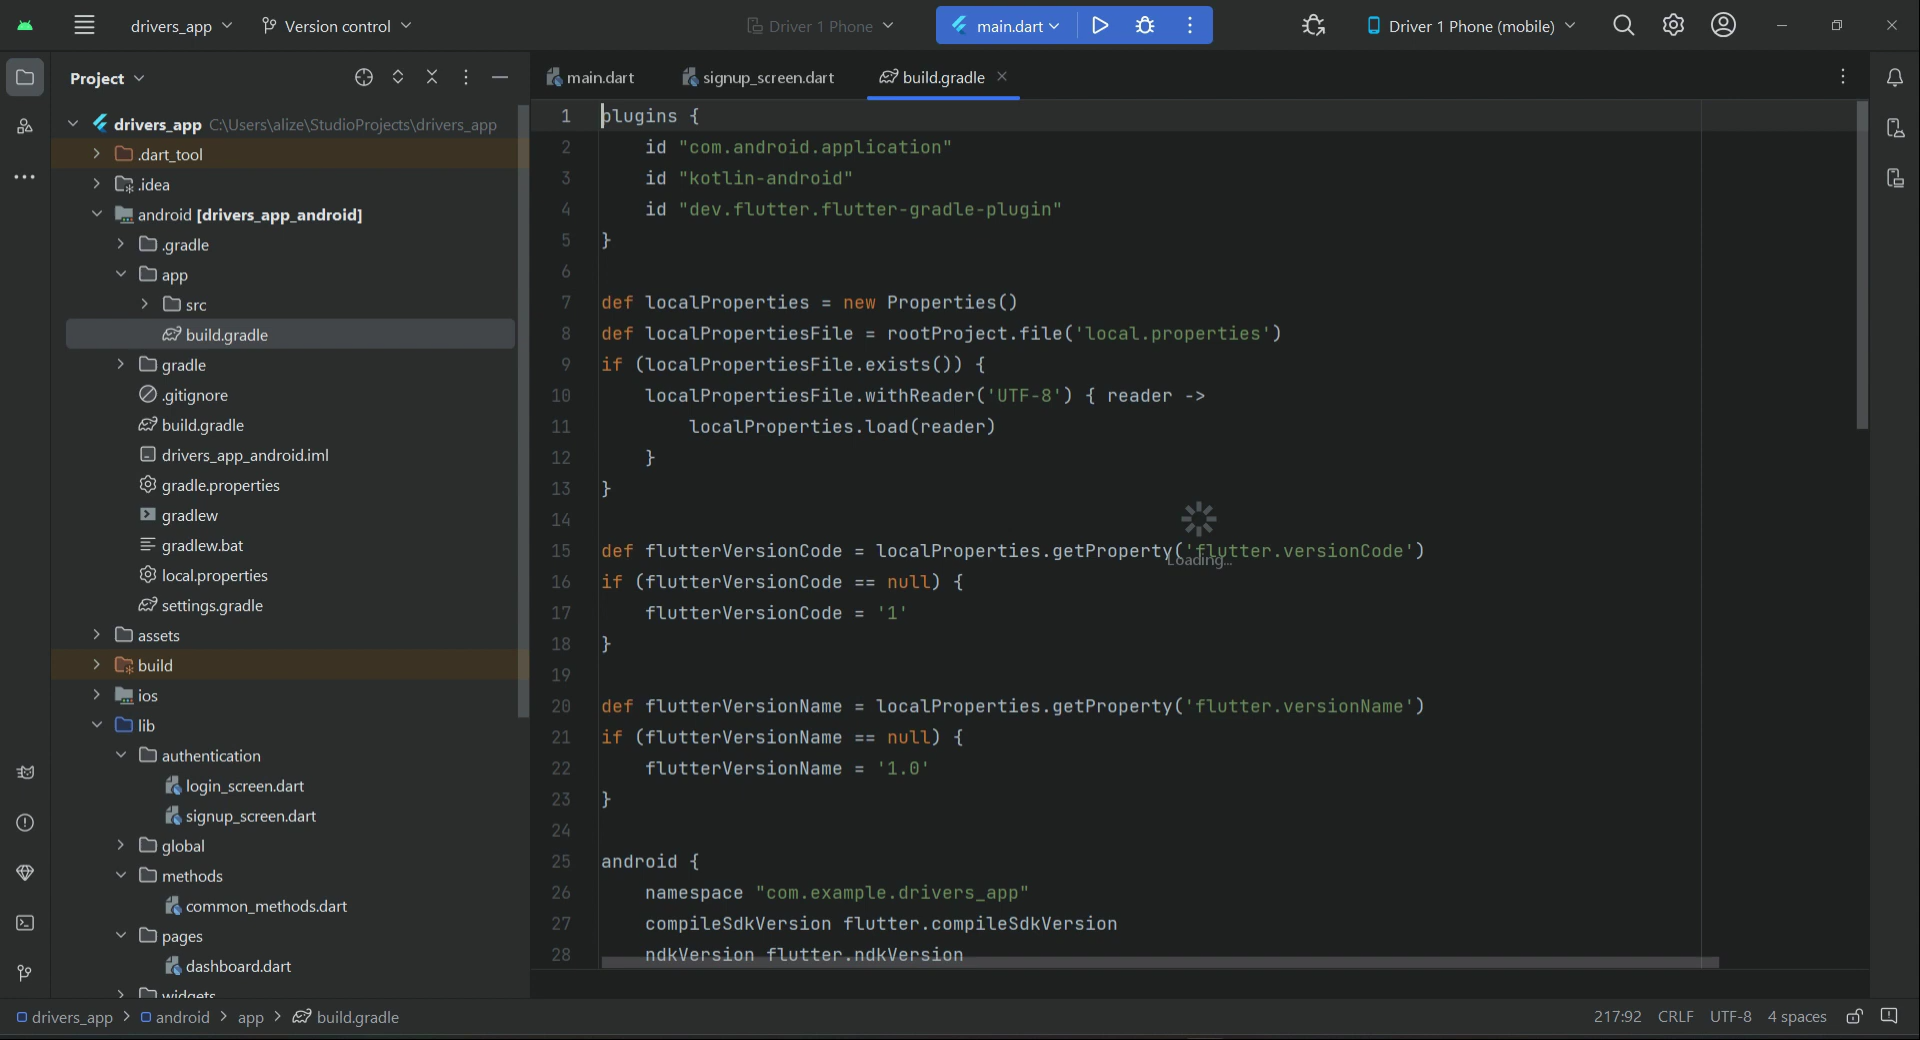 drivers_app
Version control
Driver 1 Phone
main.dart
Driver 1 Phone (mobile)
Project
main.dart
signup_screen.dart
build.gradle
drivers_app C:\Users\alize\StudioProjects\drivers_app
.dart_tool
.idea
android [drivers_app_android]
.gradle
app
src
build.gradle
gradle
.gitignore
build.gradle
drivers_app_android.iml
gradle.properties
gradlew
gradlew.bat
local.properties
settings.gradle
assets
build
ios
lib
authentication
login_screen.dart
signup_screen.dart
global
methods
common_methods.dart
pages
dashboard.dart
widgets
1 plugins {
2     id "com.android.application"
3     id "kotlin-android"
4     id "dev.flutter.flutter-gradle-plugin"
5 }
6
7 def localProperties = new Properties()
8 def localPropertiesFile = rootProject.file('local.properties')
9 if (localPropertiesFile.exists()) {
10     localPropertiesFile.withReader('UTF-8') { reader ->
11         localProperties.load(reader)
12     }
13 }
14
15 def flutterVersionCode = localProperties.getProperty('flutter.versionCode')
Loading...
16 if (flutterVersionCode == null) {
17     flutterVersionCode = '1'
18 }
19
20 def flutterVersionName = localProperties.getProperty('flutter.versionName')
21 if (flutterVersionName == null) {
22     flutterVersionName = '1.0'
23 }
24
25 android {
26     namespace "com.example.drivers_app"
27     compileSdkVersion flutter.compileSdkVersion
28     ndkVersion flutter.ndkVersion
drivers_app > android > app > build.gradle
217:92 CRLF UTF-8 4 spaces